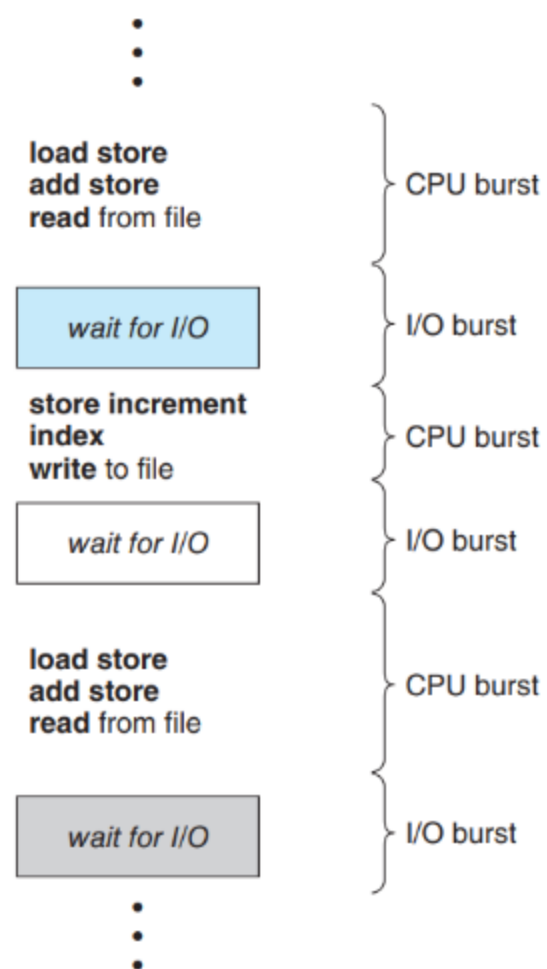 load store
add store
read from file
CPU burst
wait for I/O
I/O burst
store increment
index
write to file
CPU burst
wait for I/O
I/O burst
load store
add store
read from file
CPU burst
wait for I/O
I/O burst